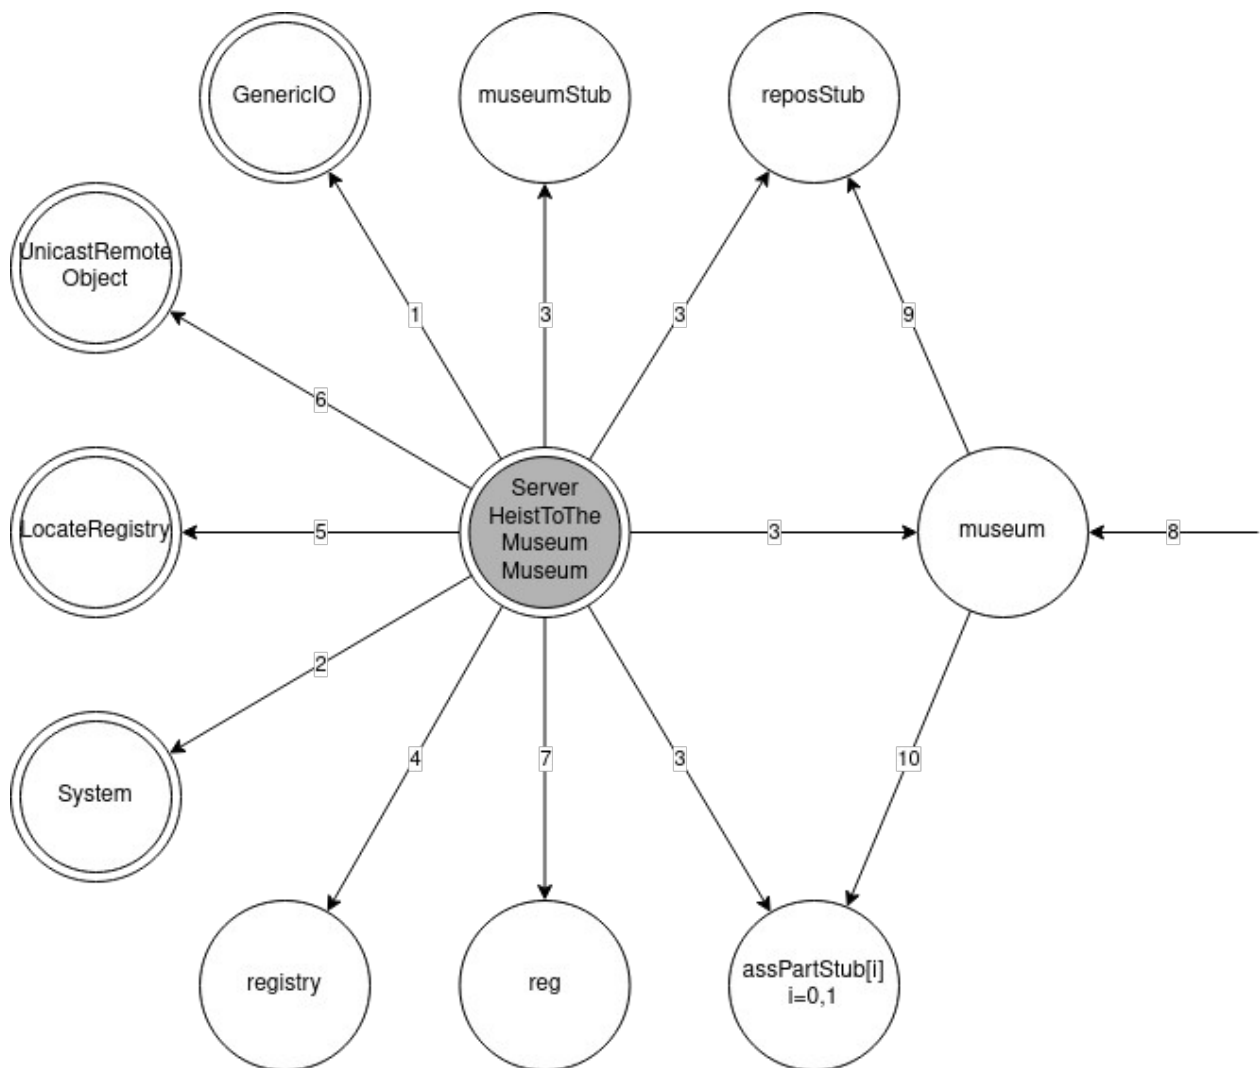 GenericIO
museumStub
reposStub
UnicastRemote
Object
1
3
3
9
6
Server
HeistToThe
Museum
Museum
LocateRegistry
5
3
museum
8
2
System
4
7
3
10
registry
reg
assPartStub[i]
i=0,1